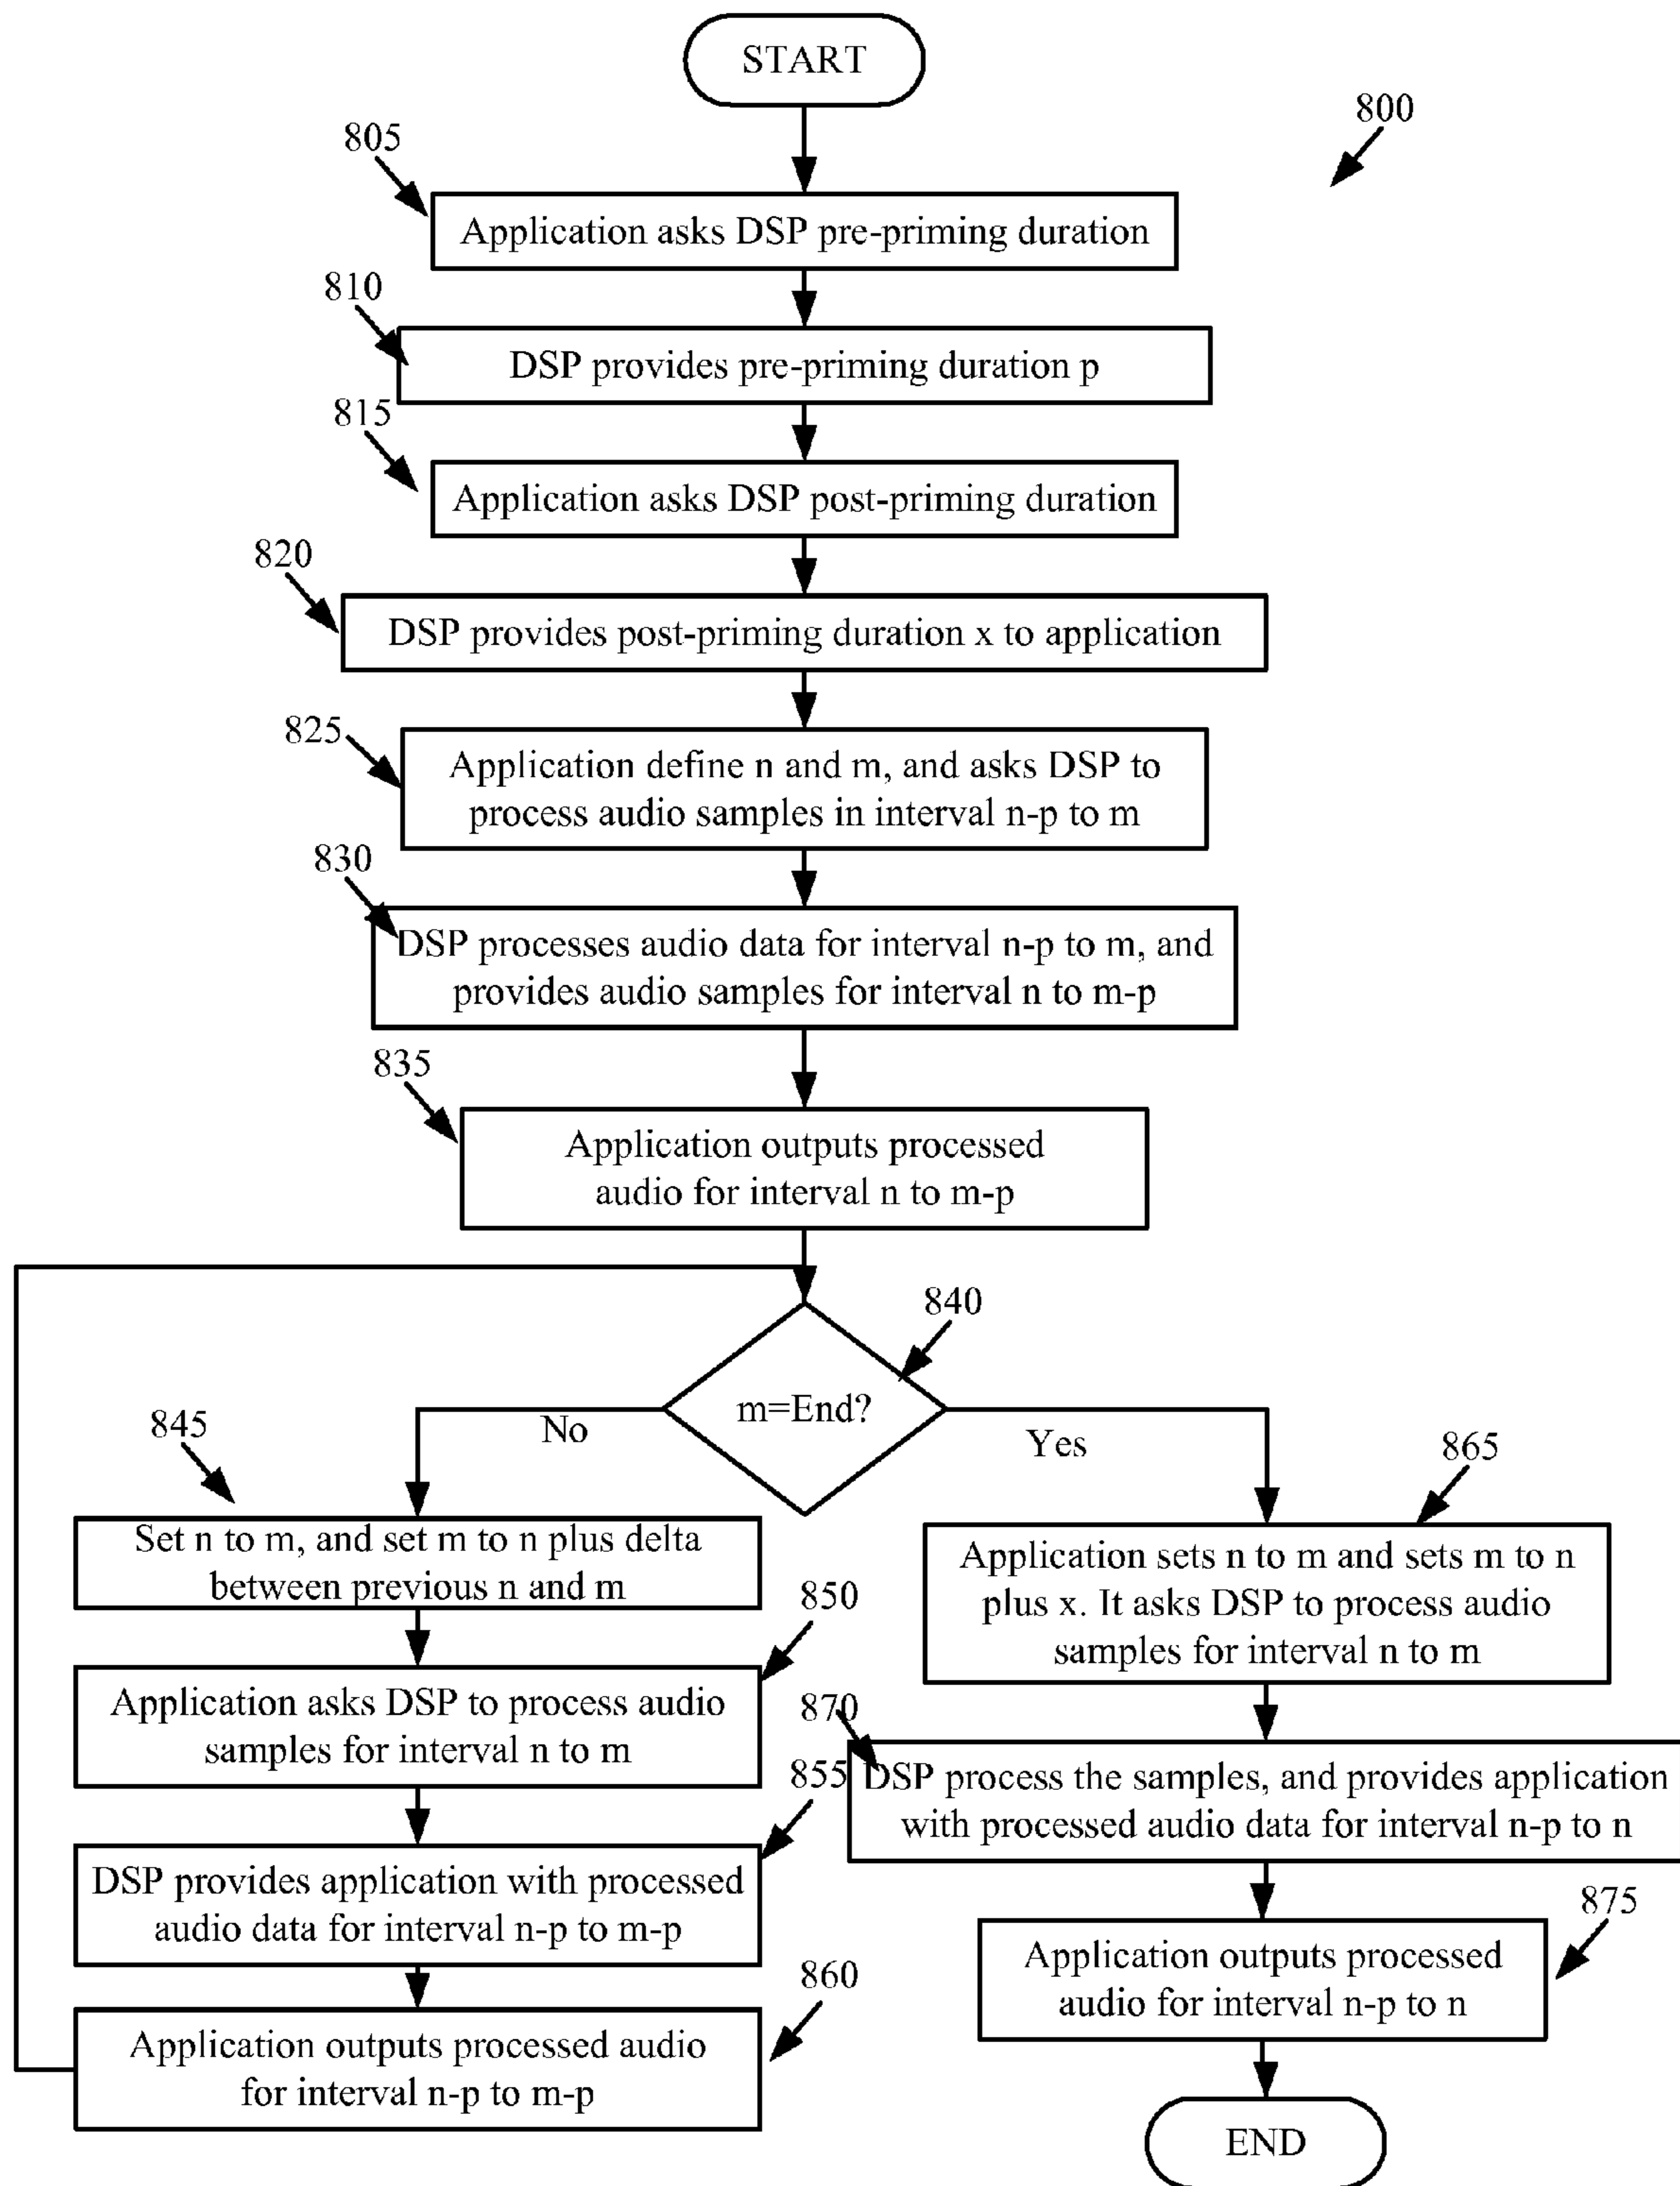 START
800
805
Application asks DSP pre-priming duration
810
DSP provides pre-priming duration p
815
Application asks DSP post-priming duration
820
DSP provides post-priming duration x to application
825
Application define n and m, and asks DSP to
process audio samples in interval n-p to m
830
DSP processes audio data for interval n-p to m, and
provides audio samples for interval n to m-p
835
Application outputs processed
audio for interval n to m-p
840
m=End?
No
Yes
845
Set n to m, and set m to n plus delta
between previous n and m
850
Application asks DSP to process audio
samples for interval n to m
855
DSP provides application with processed
audio data for interval n-p to m-p
860
Application outputs processed audio
for interval n-p to m-p
865
Application sets n to m and sets m to n
plus x. It asks DSP to process audio
samples for interval n to m
870
DSP process the samples, and provides application
with processed audio data for interval n-p to n
875
Application outputs processed
audio for interval n-p to n
END